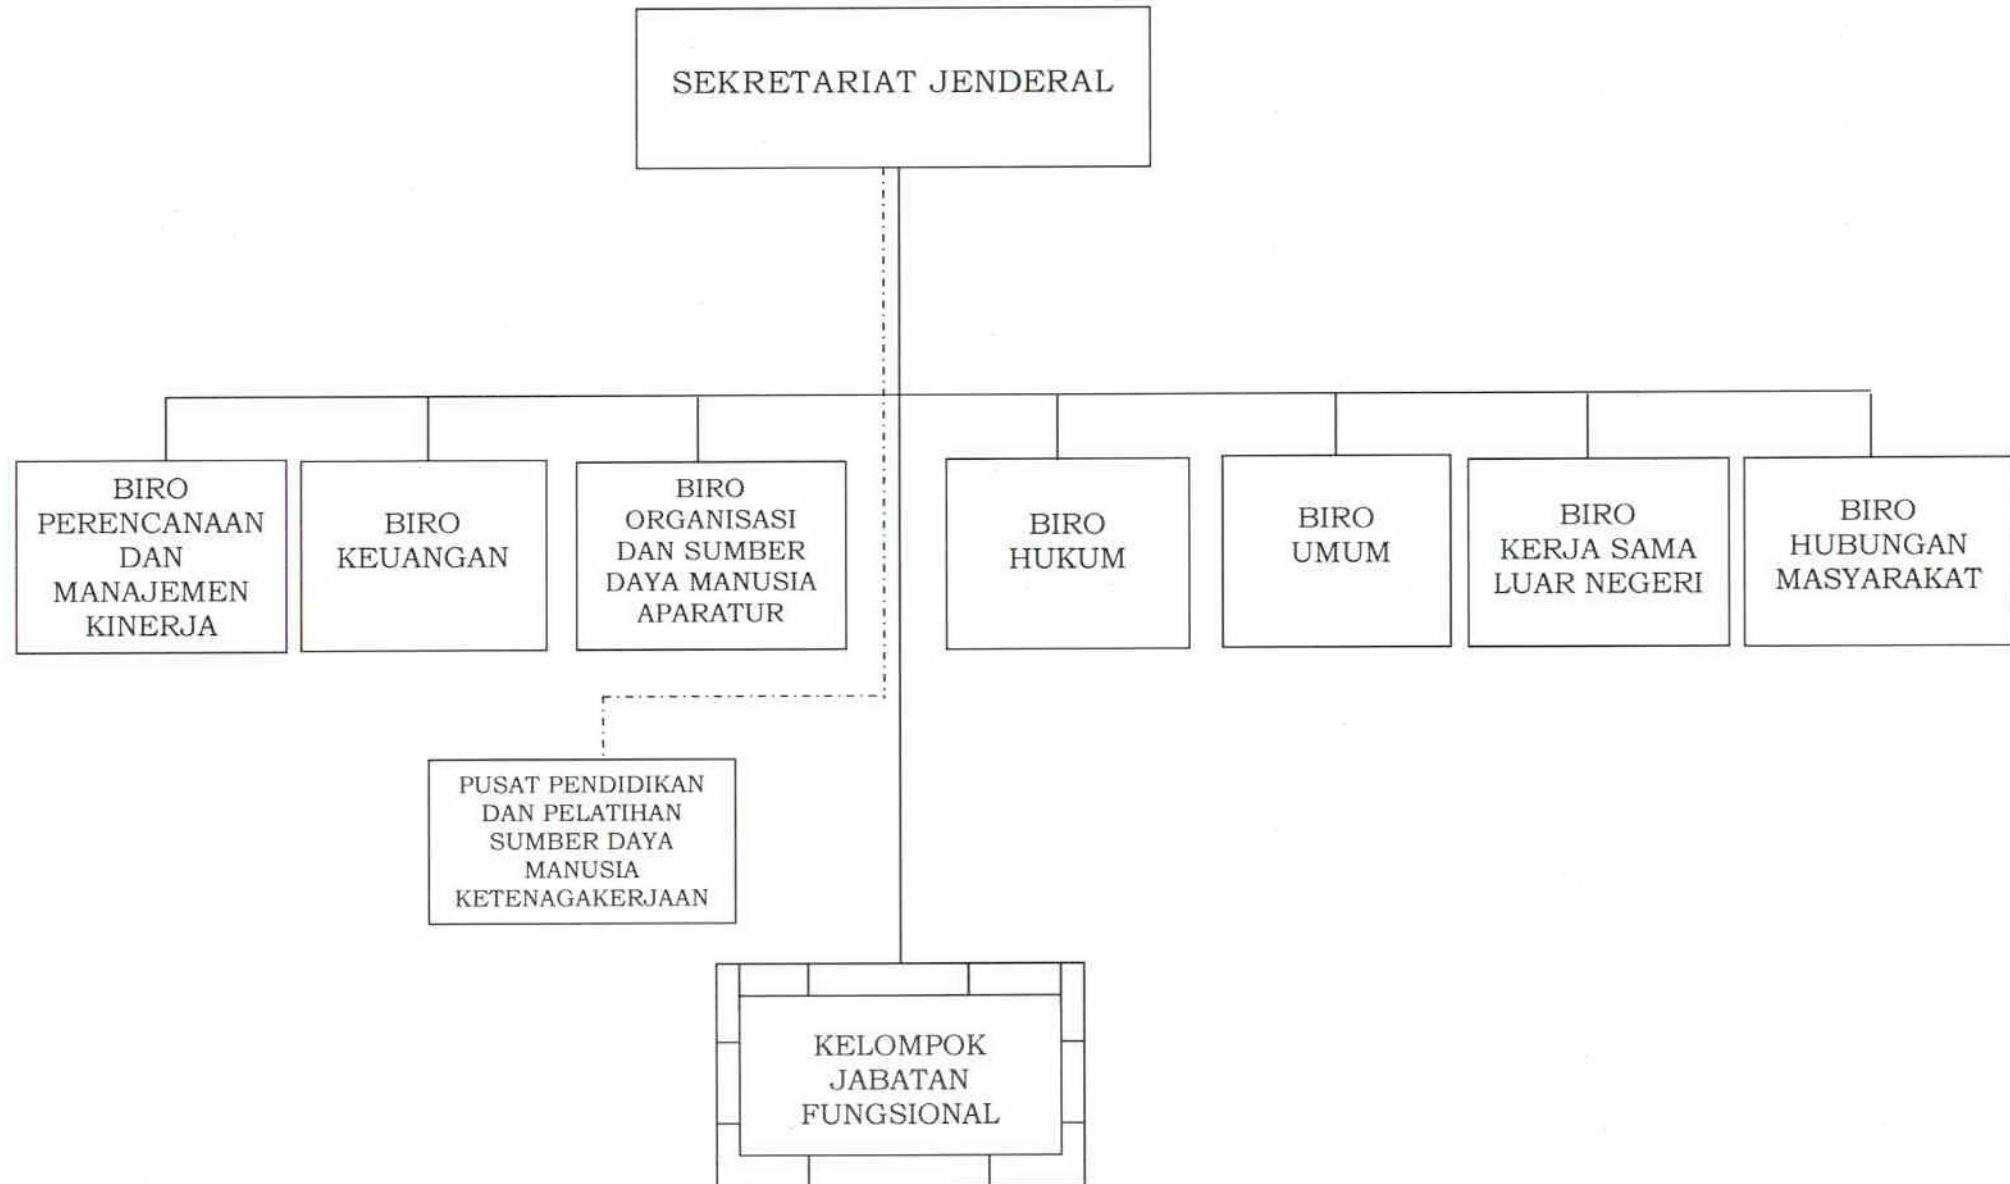 SEKRETARIAT JENDERAL
BIRO
PERENCANAAN
DAN
MANAJEMEN
KINERJA
BIRO
KEUANGAN
BIRO
ORGANISASI
DAN SUMBER
DAYA MANUSIA
APARATUR
BIRO
HUKUM
BIRO
UMUM
BIRO
KERJA SAMA
LUAR NEGERI
BIRO
HUBUNGAN
MASYARAKAT
PUSAT PENDIDIKAN
DAN PELATIHAN
SUMBER DAYA
MANUSIA
KETENAGAKERJAAN
KELOMPOK
JABATAN
FUNGSIONAL